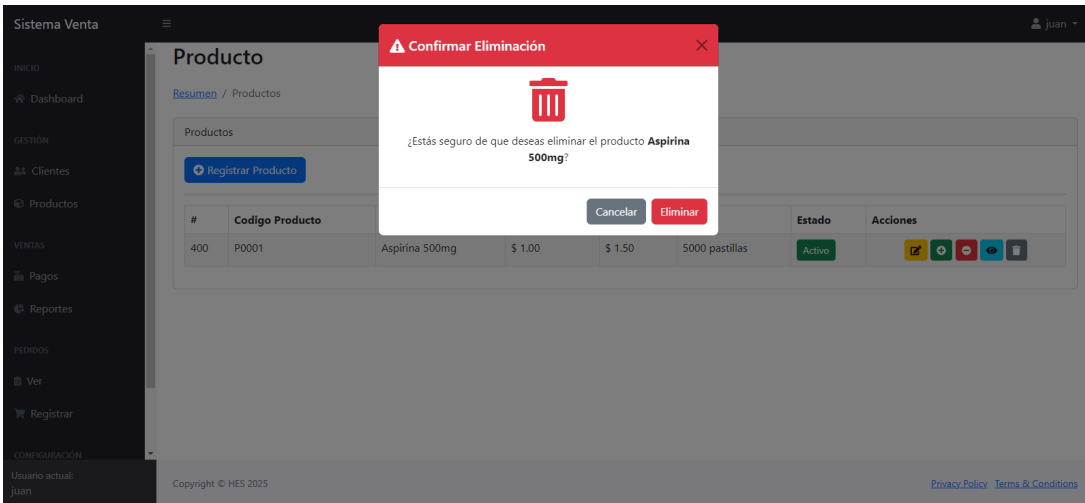 Sistema Venta
juan
INICIO
Dashboard
GESTIÓN
Clientes
Productos
VENTAS
Pagos
Reportes
PEDIDOS
Ver
Registrar
CONFIGURACIÓN
Usuario actual:
juan
Producto
Resumen / Productos
Productos
Registrar Producto
Confirmar Eliminación
¿Estás seguro de que deseas eliminar el producto Aspirina
500mg?
Cancelar Eliminar
# Codigo Producto Estado Acciones
400 P0001 Aspirina 500mg $ 1.00 $ 1.50 5000 pastillas Activo
Copyright © HES 2025
Privacy Policy Terms & Conditions